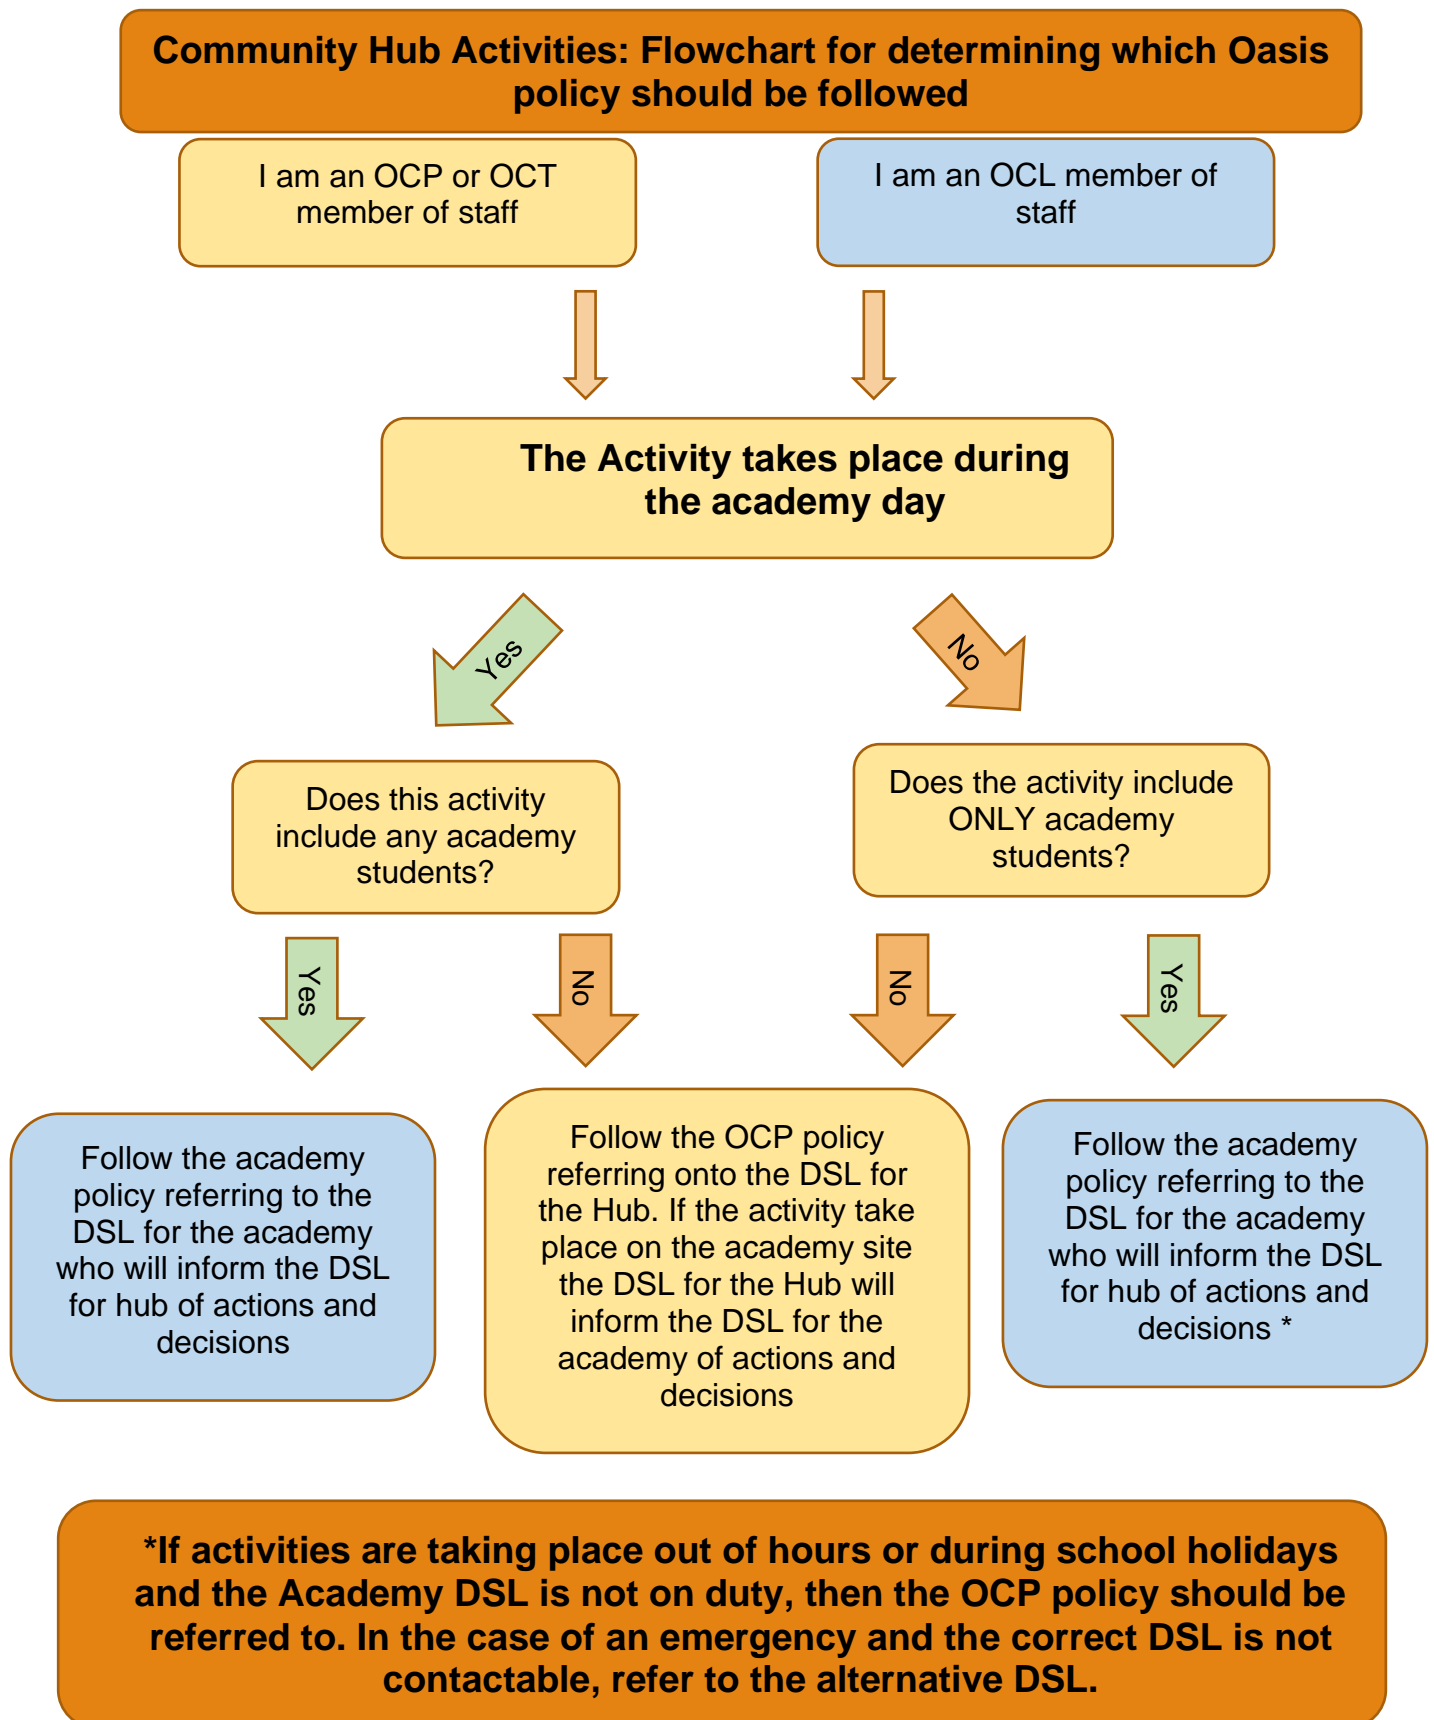 Community Hub Activities: Flowchart for determining which Oasis
policy should be followed
I am an OCP or OCT
member of staff
I am an OCL member of
staff
The Activity takes place during
the academy day
Yes
No
Does this activity
include any academy
students?
Does the activity include
ONLY academy
students?
Yes
No
No
Yes
Follow the academy
policy referring to the
DSL for the academy
who will inform the DSL
for hub of actions and
decisions
Follow the OCP policy
referring onto the DSL for
the Hub. If the activity take
place on the academy site
the DSL for the Hub will
inform the DSL for the
academy of actions and
decisions
Follow the academy
policy referring to the
DSL for the academy
who will inform the DSL
for hub of actions and
decisions *
*If activities are taking place out of hours or during school holidays
and the Academy DSL is not on duty, then the OCP policy should be
referred to. In the case of an emergency and the correct DSL is not
contactable, refer to the alternative DSL.